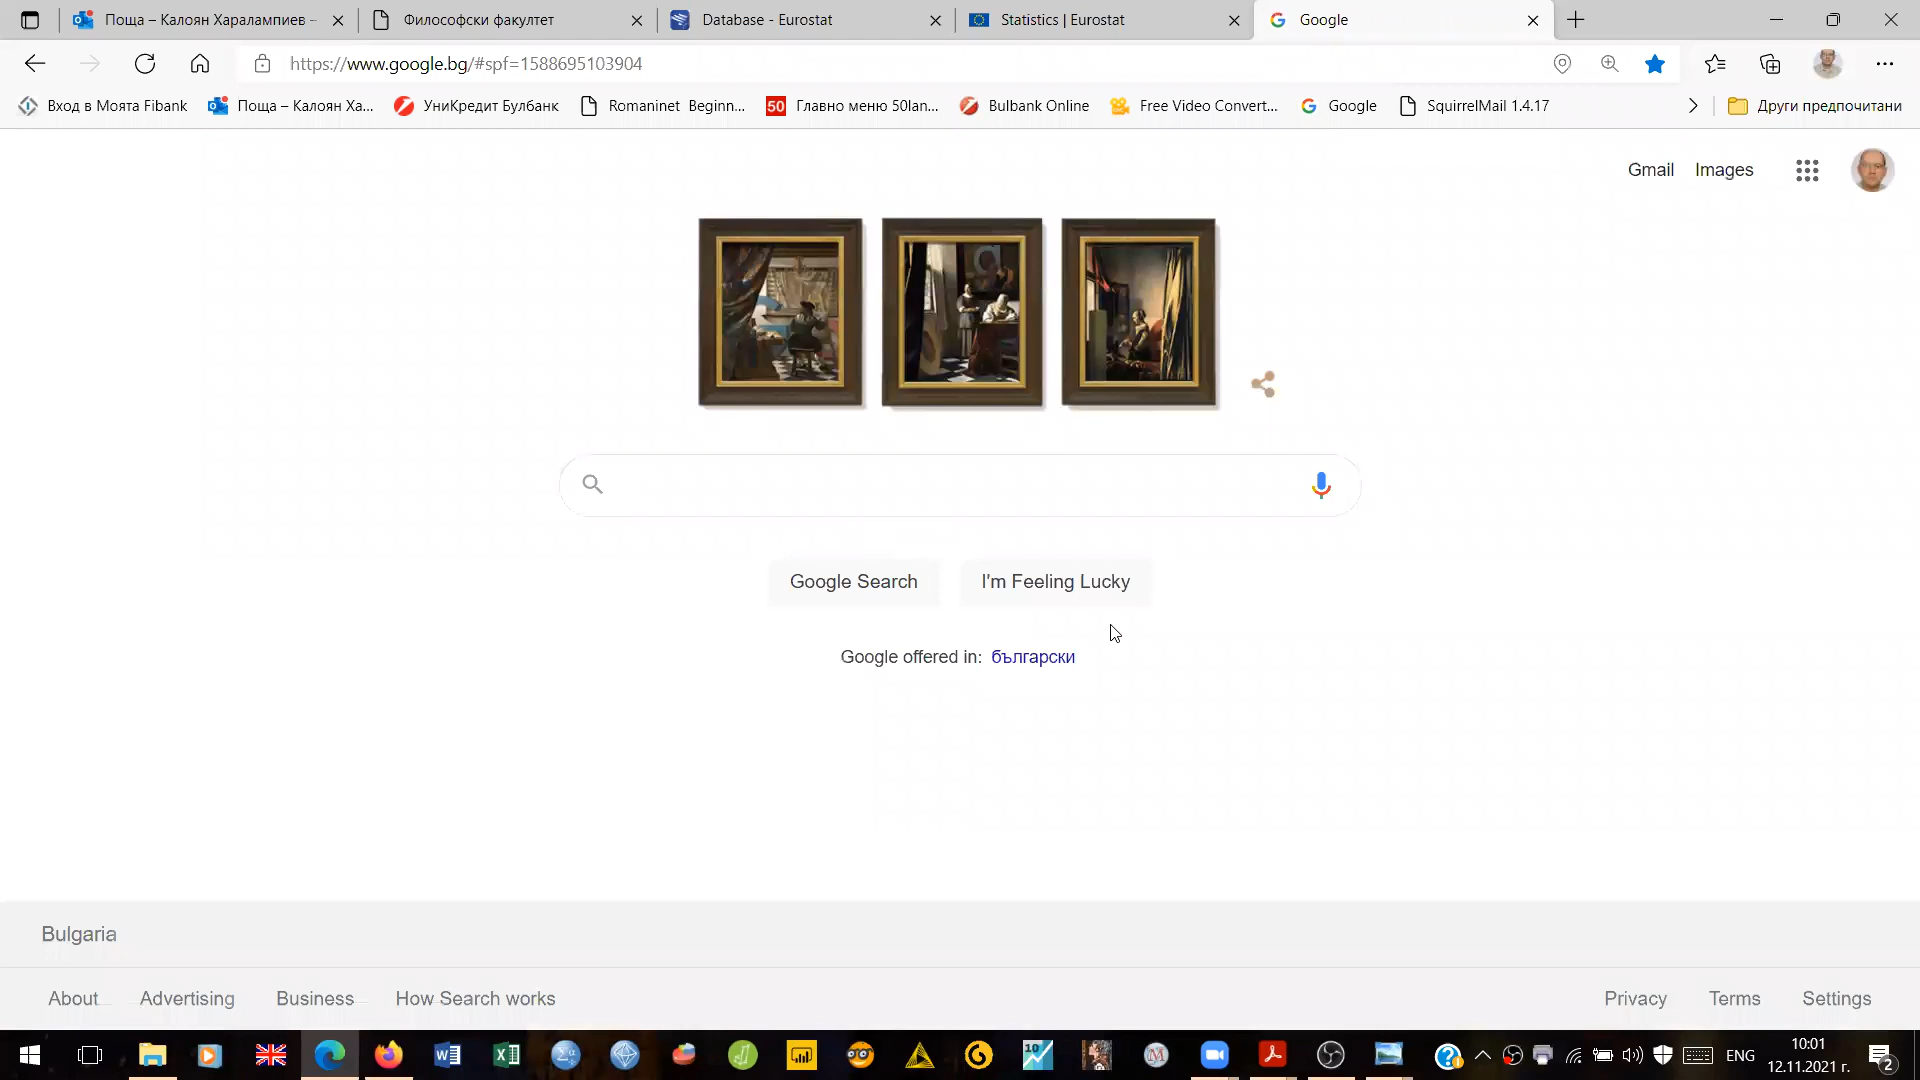 Поща – Калоян Харалампиев –
Философски факултет
Database - Eurostat
Statistics | Eurostat
Google
https://www.google.bg/#spf=1588695103904
Вход в Моята Fibank
Поща – Калоян Ха...
УниКредит Булбанк
Romaninet Beginn...
50
Главно меню 50lan...
Bulbank Online
Free Video Convert...
Google
SquirrelMail 1.4.17
Други предпочитани
Gmail
Images
Google Search
I'm Feeling Lucky
Google offered in: български
Bulgaria
About
Advertising
Business
How Search works
Privacy
Terms
Settings
10
ENG
10:01
12.11.2021 г.
2